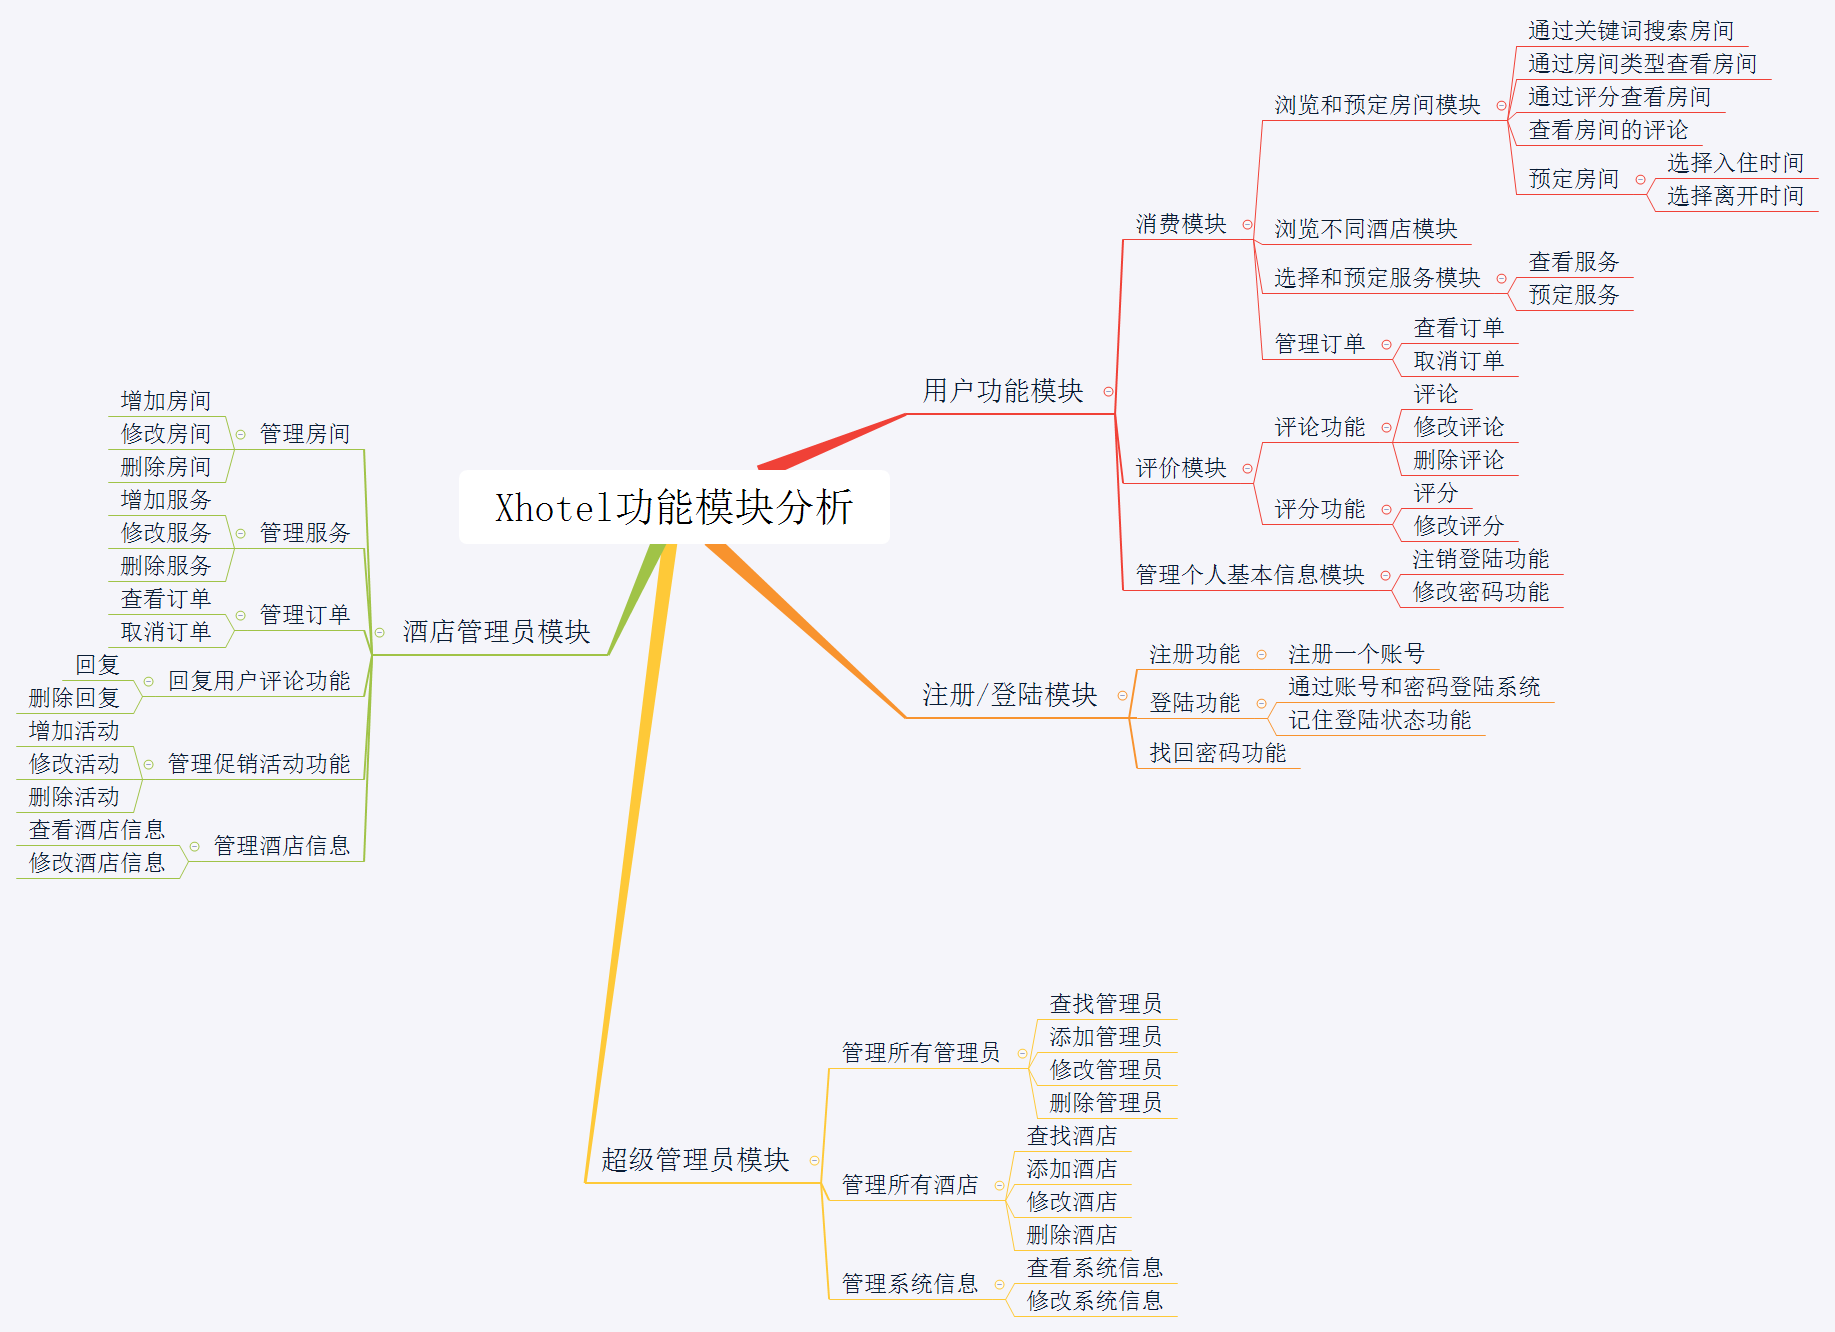 Xhotel功能模块分析
用户功能模块
消费模块
浏览和预定房间模块
通过关键词搜索房间
通过房间类型查看房间
通过评分查看房间
查看房间的评论
预定房间
选择入住时间
选择离开时间
浏览不同酒店模块
选择和预定服务模块
查看服务
预定服务
管理订单
查看订单
取消订单
评价模块
评论功能
评论
修改评论
删除评论
评分功能
评分
修改评分
管理个人基本信息模块
注销登陆功能
修改密码功能
注册/登陆模块
注册功能
注册一个账号
登陆功能
通过账号和密码登陆系统
记住登陆状态功能
找回密码功能
超级管理员模块
管理所有管理员
查找管理员
添加管理员
修改管理员
删除管理员
管理所有酒店
查找酒店
添加酒店
修改酒店
删除酒店
管理系统信息
查看系统信息
修改系统信息
酒店管理员模块
管理房间
增加房间
修改房间
删除房间
管理服务
增加服务
修改服务
删除服务
管理订单
查看订单
取消订单
回复用户评论功能
回复
删除回复
管理促销活动功能
增加活动
修改活动
删除活动
管理酒店信息
查看酒店信息
修改酒店信息